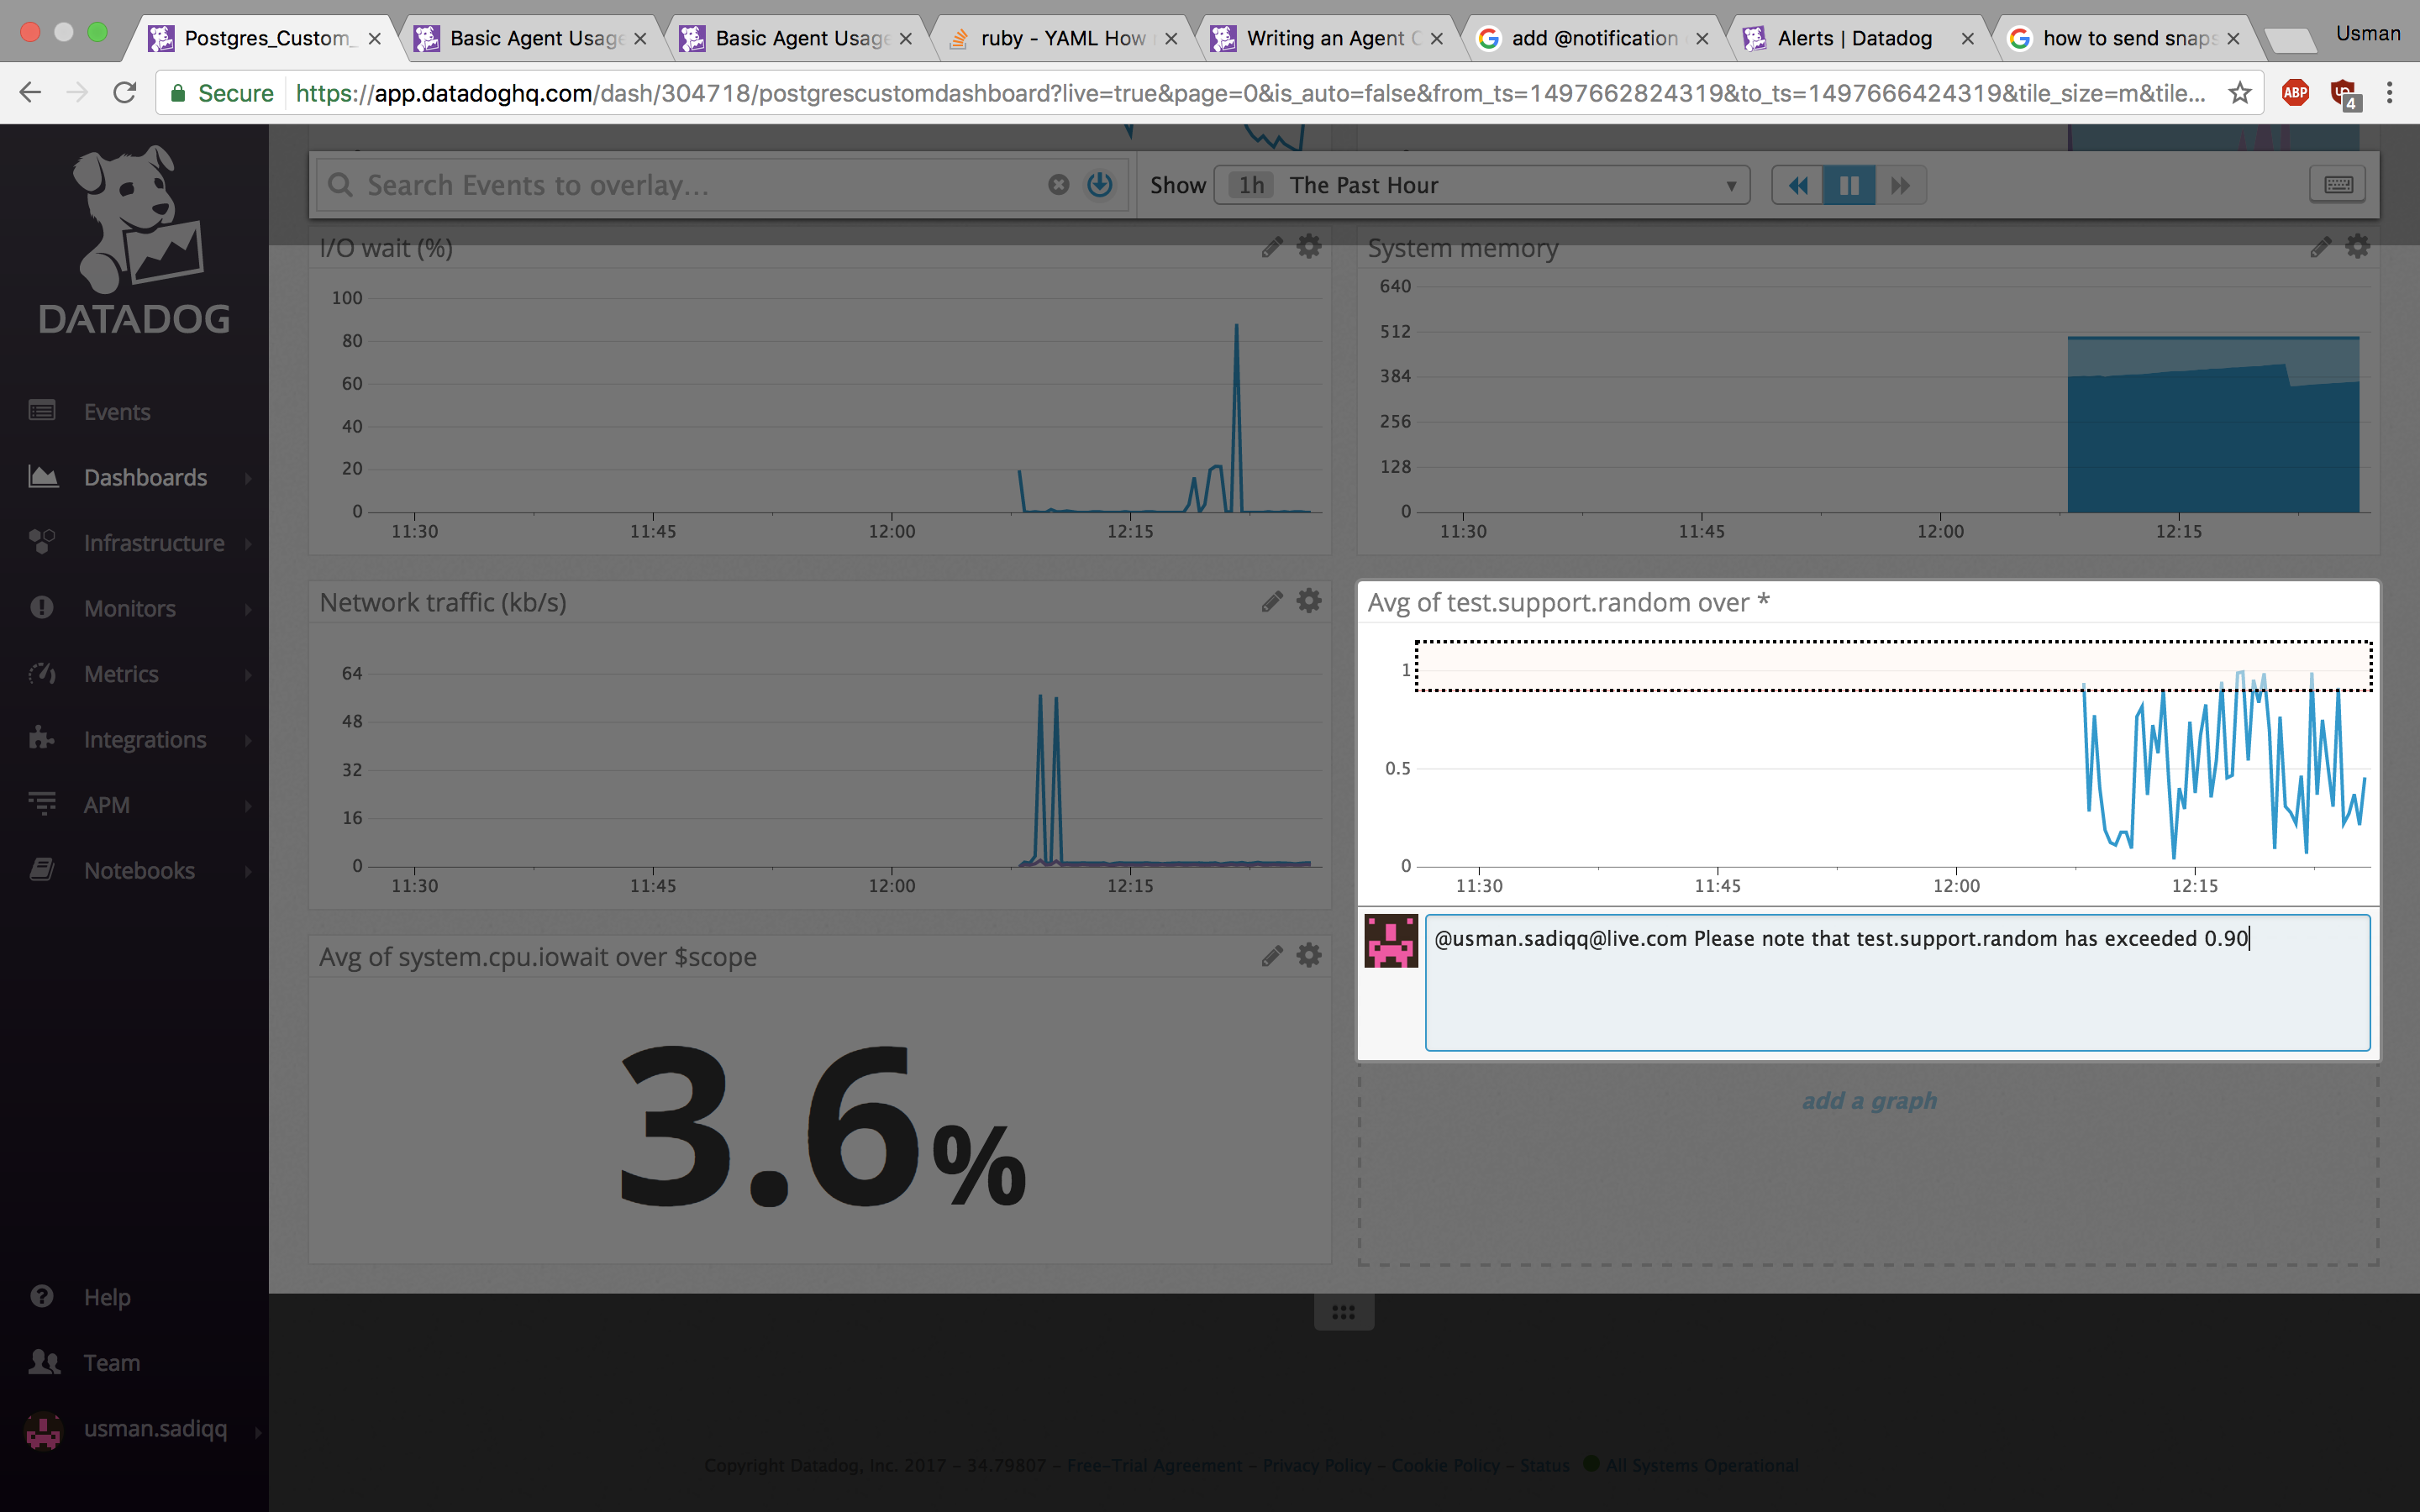 Postgres_Custom_
Basic Agent Usage
Basic Agent Usage
ruby - YAML How
Writing an Agent C
add @notification
Alerts | Datadog
how to send snaps
Usman
Secure
https://app.datadoghq.com/dash/304718/postgrescustomdashboard?live=true&page=0&is_auto=false&from_ts=1497662824319&to_ts=1497666424319&tile_size=m&tile...
ABP
4
DATADOG
Events
Dashboards
Infrastructure
Monitors
Metrics
Integrations
APM
Notebooks
Help
Team
usman.sadiqq
Search Events to overlay...
Show
1h The Past Hour
I/O wait (%)
100
80
60
40
20
0
11:30 11:45 12:00 12:15
System memory
640
512
384
256
128
0
11:30 11:45 12:00 12:15
Network traffic (kb/s)
64
48
32
16
0
11:30 11:45 12:00 12:15
Avg of test.support.random over *
1
0.5
0
11:30 11:45 12:00 12:15
@usman.sadiqq@live.com Please note that test.support.random has exceeded 0.90
Avg of system.cpu.iowait over $scope
3.6%
add a graph
Copyright Datadog, Inc. 2017 - 34.79807 - Free-Trial Agreement - Privacy Policy - Cookie Policy - Status All Systems Operational